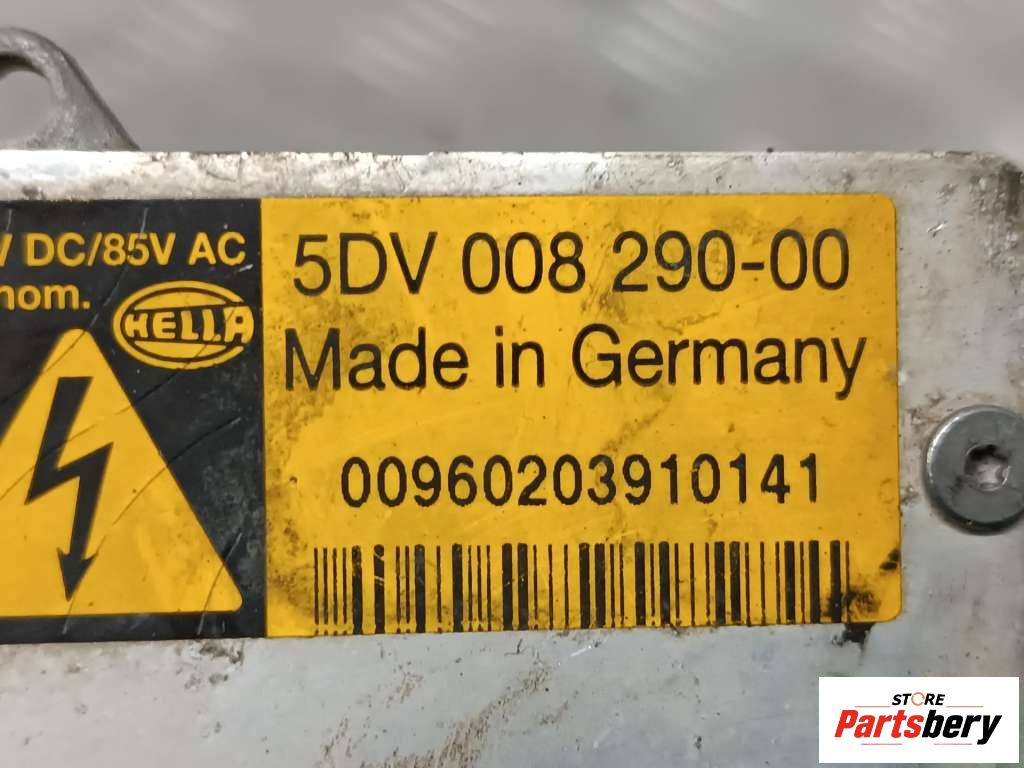 V DC/85V AC
nom.
HELLA
5DV 008 290-00
Made in Germany
00960203910141
STORE
Partsbery